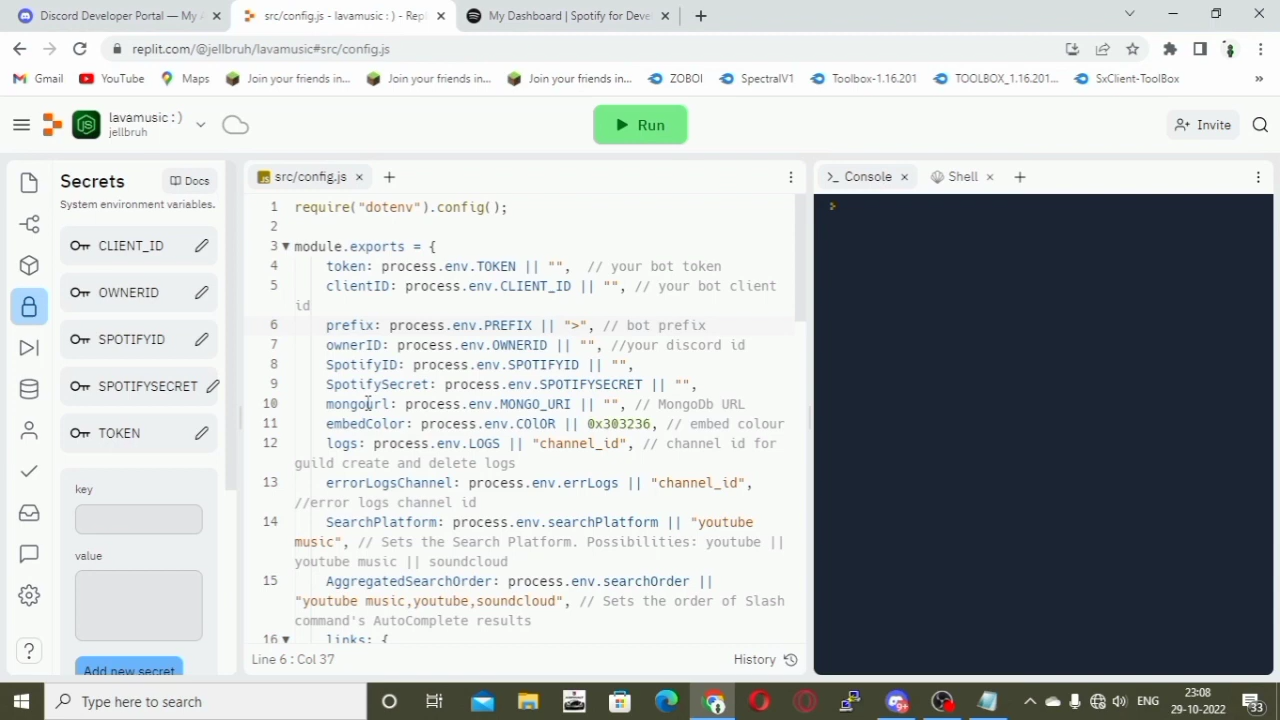 Discord Developer Portal — My A
src/config.js - lavamusic : ) - Repl
My Dashboard | Spotify for Devel
replit.com/@jellbruh/lavamusic#src/config.js
Gmail
YouTube
Maps
Join your friends in...
Join your friends in...
Join your friends in...
ZOBOI
SpectralV1
Toolbox-1.16.201
TOOLBOX_1.16.201...
SxClient-ToolBox
»
lavamusic : )
jellbruh
Run
Invite
Secrets
Docs
System environment variables.
CLIENT_ID
OWNERID
SPOTIFYID
SPOTIFYSECRET
TOKEN
key
value
Add new secret
src/config.js
1 require("dotenv").config();
2
3 module.exports = {
4 token: process.env.TOKEN || "", // your bot token
5 clientID: process.env.CLIENT_ID || "", // your bot client
id
6 prefix: process.env.PREFIX || ">", // bot prefix
7 ownerID: process.env.OWNERID || "", //your discord id
8 SpotifyID: process.env.SPOTIFYID || "",
9 SpotifySecret: process.env.SPOTIFYSECRET || "",
10 mongourl: process.env.MONGO_URI || "", // MongoDb URL
11 embedColor: process.env.COlOR || 0x303236, // embed colour
12 logs: process.env.LOGS || "channel_id", // channel id for
guild create and delete logs
13 errorLogsChannel: process.env.errLogs || "channel_id",
//error logs channel id
14 SearchPlatform: process.env.searchPlatform || "youtube
music", // Sets the Search Platform. Possibilities: youtube ||
youtube music || soundcloud
15 AggregatedSearchOrder: process.env.searchOrder ||
"youtube music,youtube,soundcloud", // Sets the order of Slash
command's AutoComplete results
16 links: {
Line 6 : Col 37
History
Console
Shell
Type here to search
ENG
23:08
29-10-2022
33